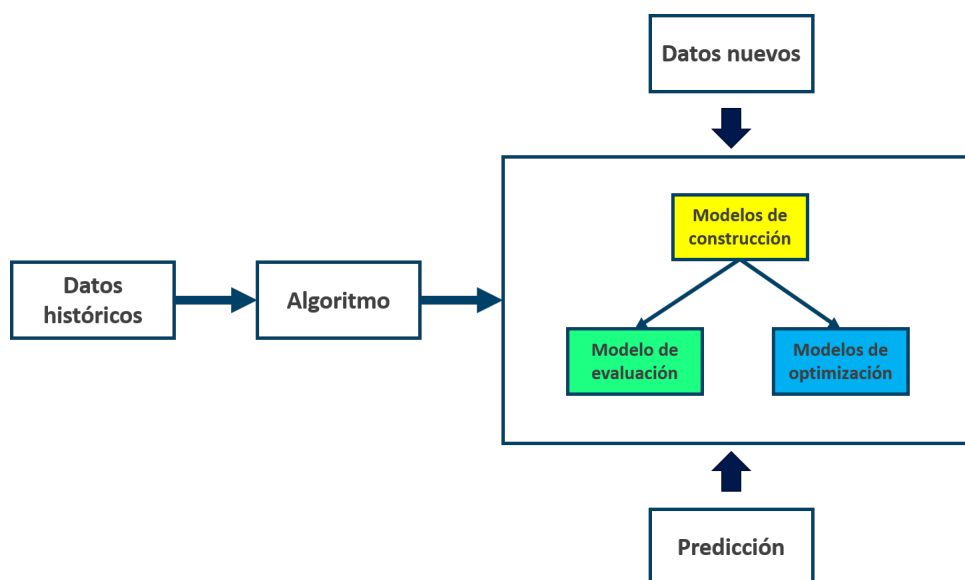 Datos nuevos
Modelos de
construcción
Datos
históricos
Algoritmo
Modelo de
evaluación
Modelos de
optimización
Predicción